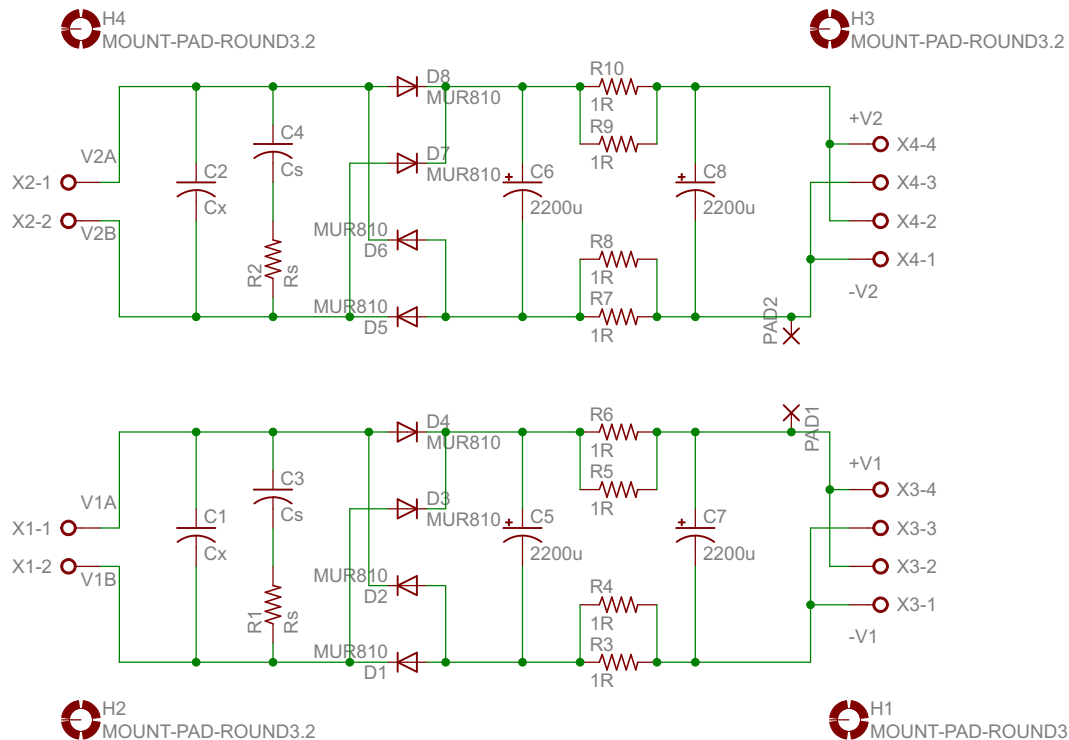 H4
MOUNT-PAD-ROUND3.2
H3
MOUNT-PAD-ROUND3.2
D8
MUR810
R10
1R
R9
1R
+V2
X4-4
X4-3
X4-2
X4-1
-V2
V2A
X2-1
X2-2
V2B
C2
Cx
C4
Cs
R2
Rs
D7
MUR810
MUR810
D6
MUR810
D5
C6
2200u
C8
2200u
R8
1R
R7
1R
PAD2
PAD1
D4
MUR810
R6
1R
R5
1R
+V1
X3-4
X3-3
X3-2
X3-1
-V1
V1A
X1-1
X1-2
V1B
C1
Cx
C3
Cs
R1
Rs
D3
MUR810
MUR810
D2
MUR810
D1
C5
2200u
C7
2200u
R4
1R
R3
1R
H2
MOUNT-PAD-ROUND3.2
H1
MOUNT-PAD-ROUND3